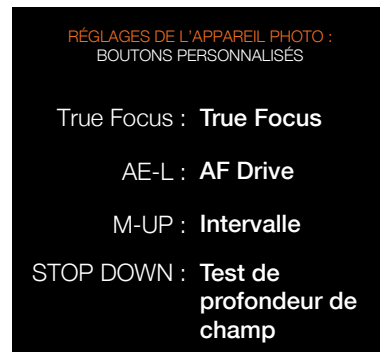 RÉGLAGES DE L'APPAREIL PHOTO :
BOUTONS PERSONNALISÉS
True Focus : True Focus
AE-L : AF Drive
M-UP : Intervalle
STOP DOWN : Test de
profondeur de
champ